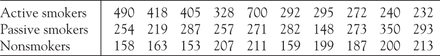 Active smokers 490 418 405 328 700 292 295 272 240 232
Passive smokers 254 219 287 257 271 282 148 273 350 293
Nonsmokers 158 163 153 207 211 159 199 187 200 213